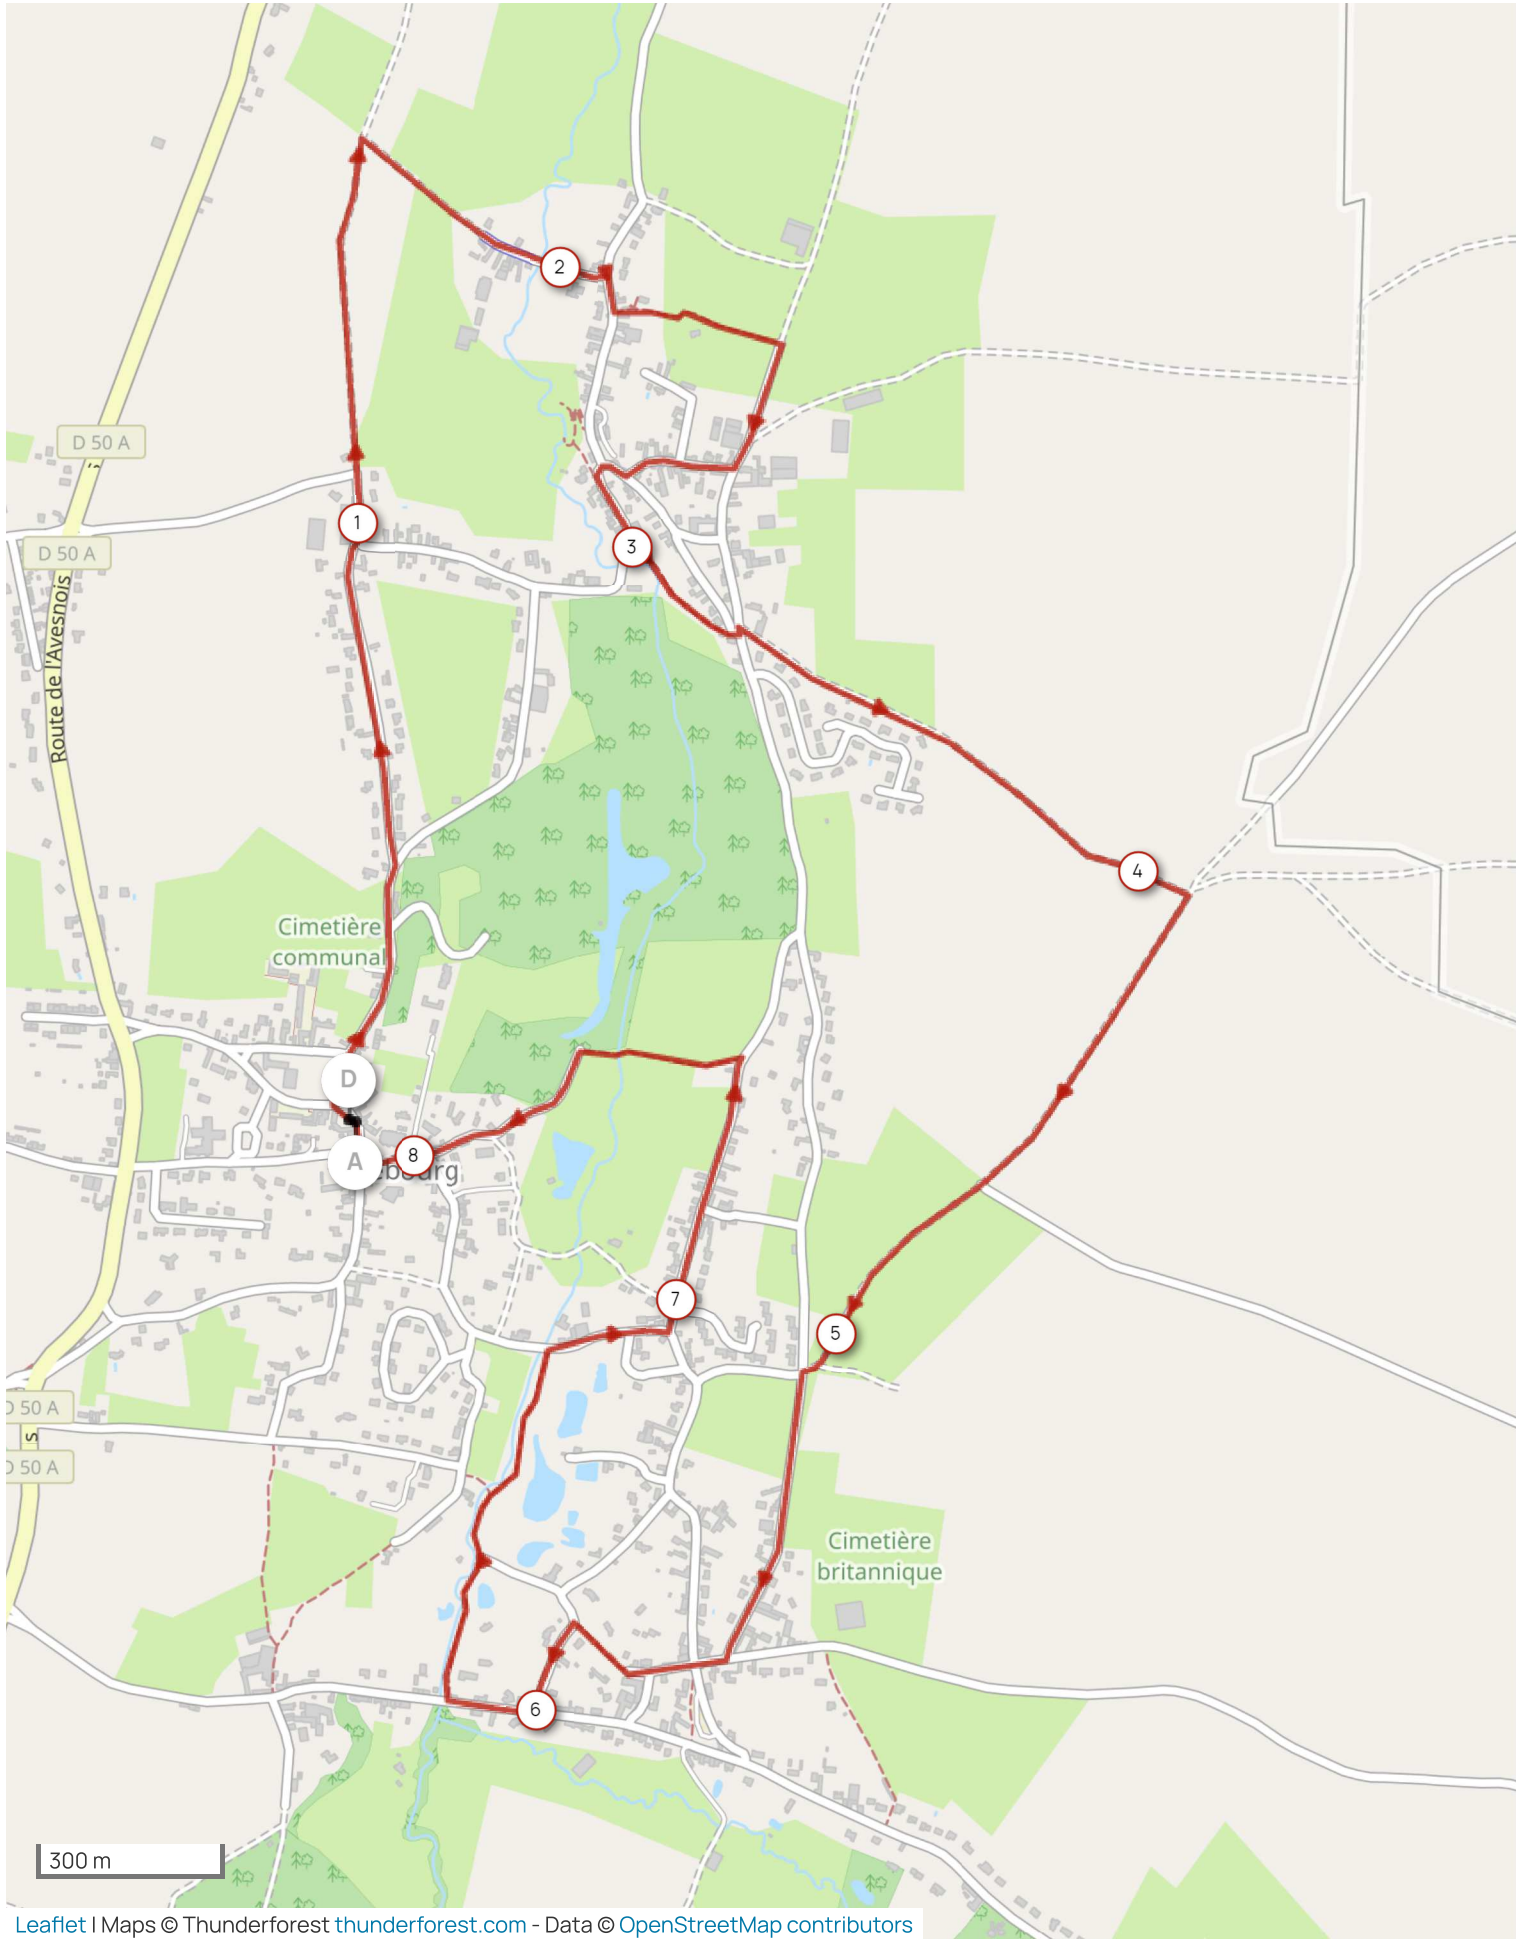 2
D 50 A
s
1
D 50 A
3
Route de l'Avesnois
4
Cimetière
communal
D
8
A
ebourg
7
5
D 50 A
s
D 50 A
Cimetière
britannique
6
300 m
Leaflet | Maps © Thunderforest thunderforest.com - Data © OpenStreetMap contributors